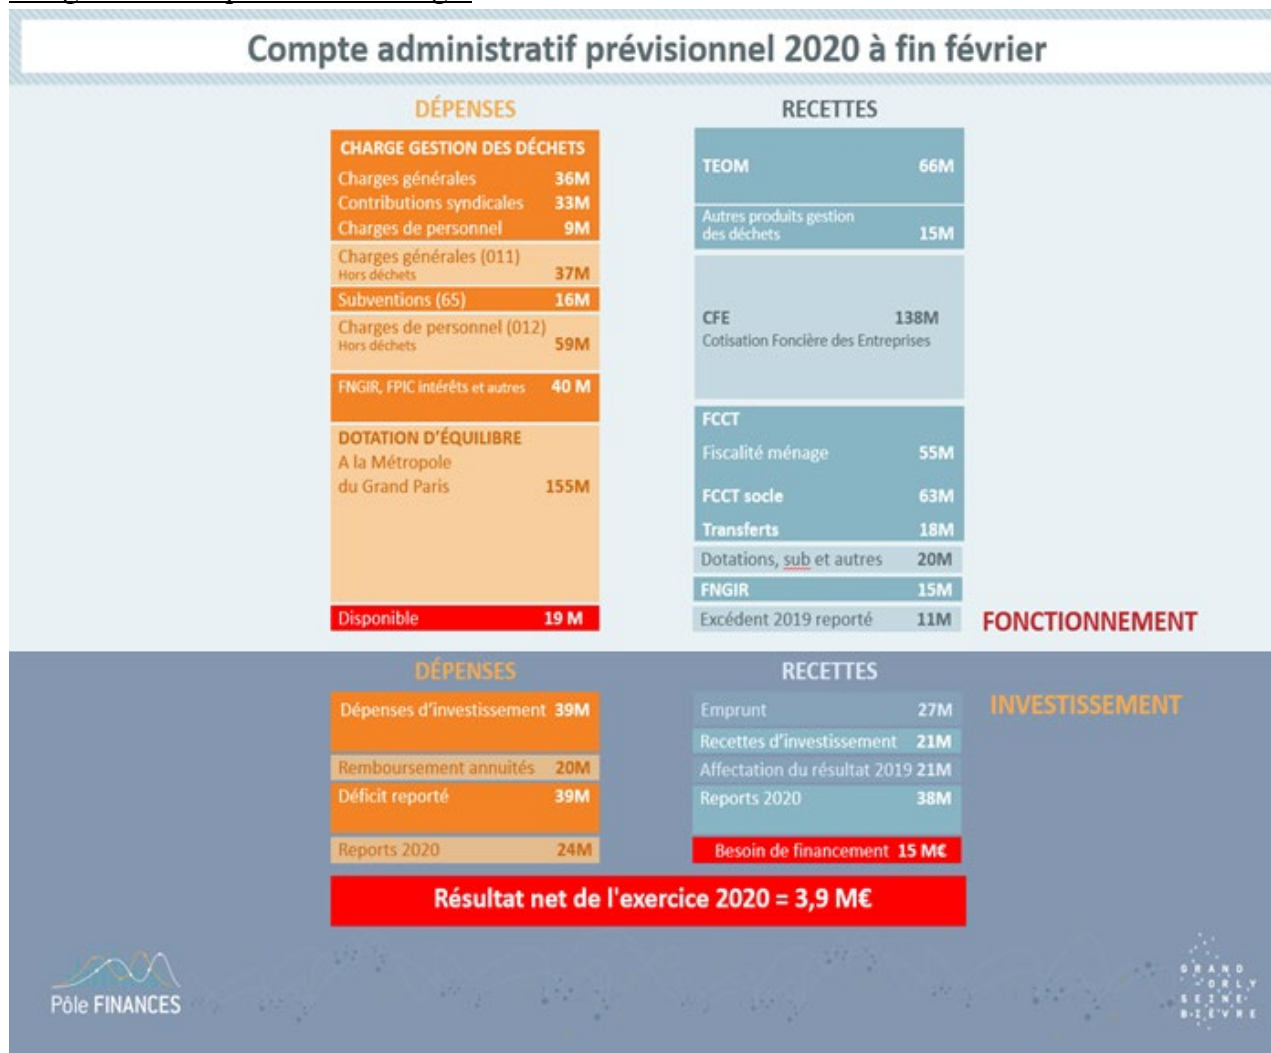 Compte administratif prévisionnel 2020 à fin février
DÉPENSES
CHARGE GESTION DES DÉCHETS
Charges générales 36M
Contributions syndicales 33M
Charges de personnel 9M
Charges générales (011)
Hors déchets 37M
Subventions (65) 16M
Charges de personnel (012)
Hors déchets 59M
FNGIR, FPIC intérêts et autres 40 M
DOTATION D'ÉQUILIBRE
A la Métropole
du Grand Paris 155M
Disponible 19 M
RECETTES
TEOM 66M
Autres produits gestion
des déchets 15M
CFE 138M
Cotisation Foncière des Entreprises
FCCT
Fiscalité ménage 55M
FCCT socle 63M
Transferts 18M
Dotations, sub et autres 20M
FNGIR 15M
Excédent 2019 reporté 11M
FONCTIONNEMENT
DÉPENSES
Dépenses d'investissement 39M
Remboursement annuités 20M
Déficit reporté 39M
Reports 2020 24M
RECETTES
Emprunt 27M
Recettes d'investissement 21M
Affectation du résultat 2019 21M
Reports 2020 38M
Besoin de financement 15 M€
INVESTISSEMENT
Résultat net de l'exercice 2020 = 3,9 M€
Pôle FINANCES
GRAND
ORLY
SEINE
BIÈVRE